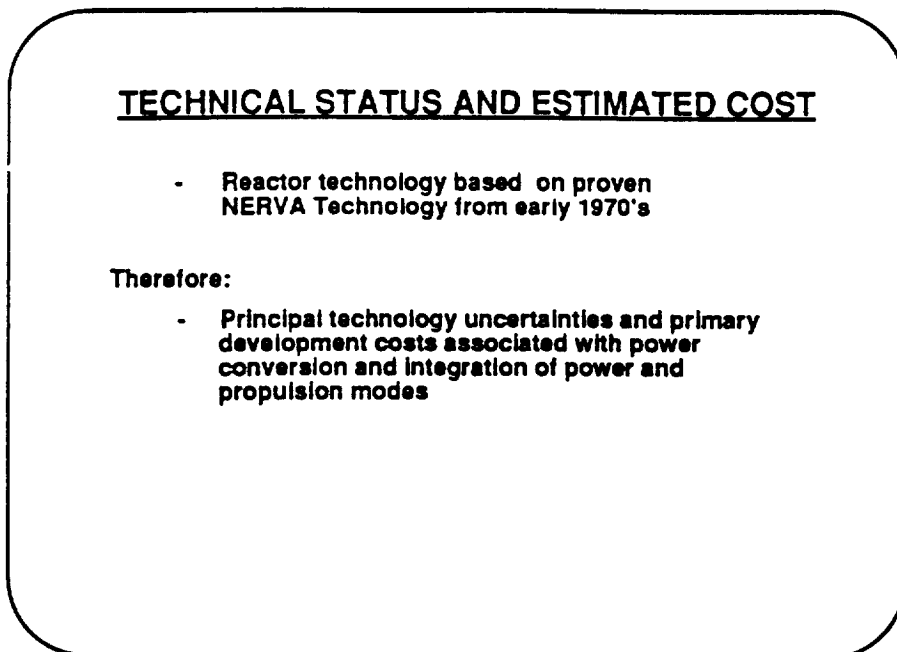 TECHNICAL STATUS AND ESTIMATED COST
- Reactor technology based on proven
NERVA Technology from early 1970's
Therefore:
- Principal technology uncertainties and primary
development costs associated with power
conversion and integration of power and
propulsion modes